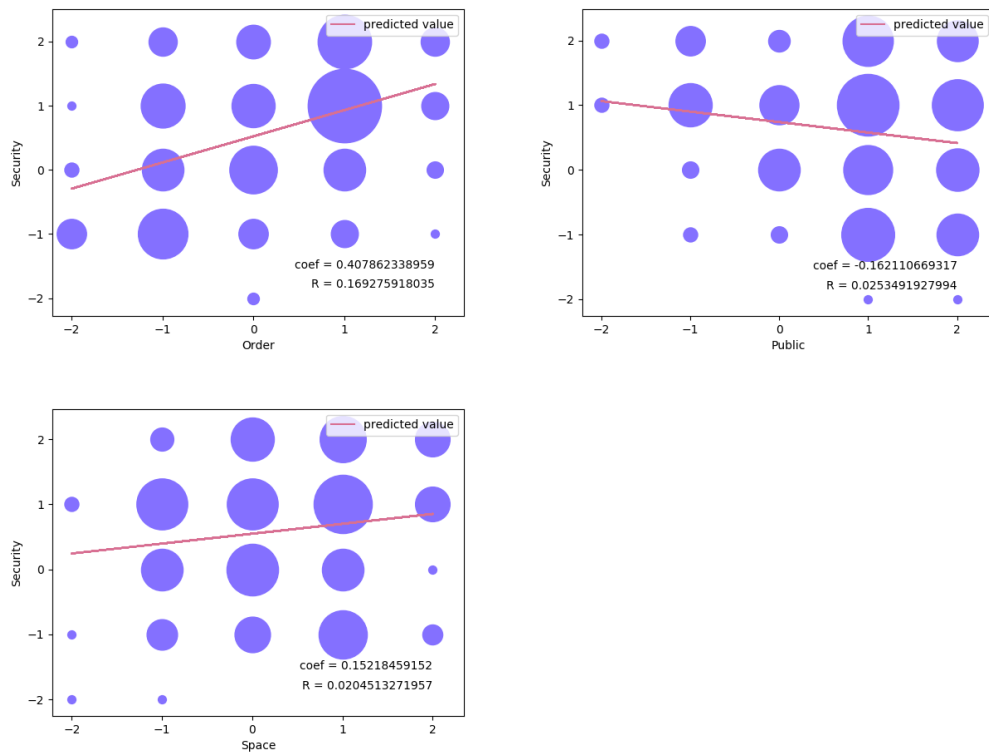 predicted value
2
1
0
−1
−2
Security
coef = 0.407862338959
R = 0.169275918035
−2 −1 0 1 2
Order
predicted value
2
1
0
−1
−2
Security
coef = -0.162110669317
R = 0.0253491927994
−2 −1 0 1 2
Public
predicted value
2
1
0
−1
−2
Security
coef = 0.15218459152
R = 0.0204513271957
−2 −1 0 1 2
Space